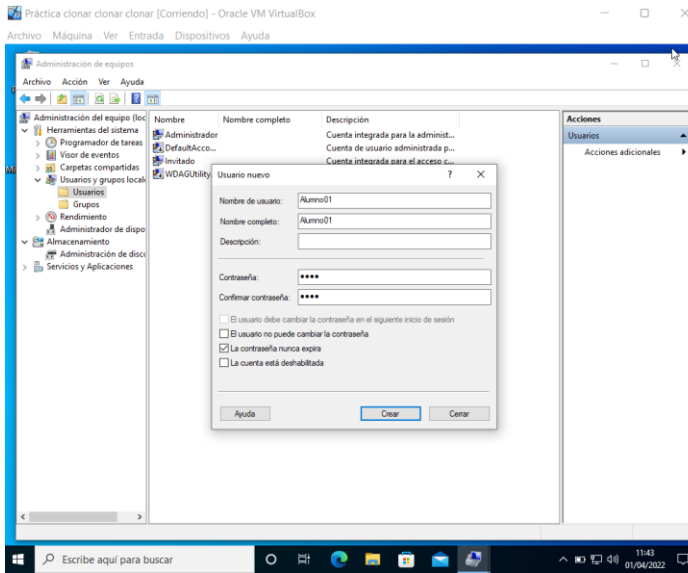 Práctica clonar clonar clonar [Corriendo] - Oracle VM VirtualBox
Archivo Máquina Ver Entrada Dispositivos Ayuda
Administración de equipos
Archivo Acción Ver Ayuda
Administración del equipo (loc
Herramientas del sistema
Programador de tareas
Visor de eventos
Carpetas compartidas
Usuarios y grupos locale
Usuarios
Grupos
Rendimiento
Administrador de dispo
Almacenamiento
Administración de disco
Servicios y Aplicaciones
Nombre Nombre completo Descripción
Administrador Cuenta integrada para la administ...
DefaultAcco... Cuenta de usuario administrada p...
Invitado Cuenta integrada para el acceso c...
WDAGUtility
Acciones
Usuarios
Acciones adicionales
Usuario nuevo ?
Nombre de usuario: Alumno01
Nombre completo: Alumno01
Descripción:
Contraseña: ••••
Confirmar contraseña: ••••
El usuario debe cambiar la contraseña en el siguiente inicio de sesión
El usuario no puede cambiar la contraseña
La contraseña nunca expira
La cuenta está deshabilitada
Ayuda Crear Cerrar
Escribe aquí para buscar
11:43
01/04/2022